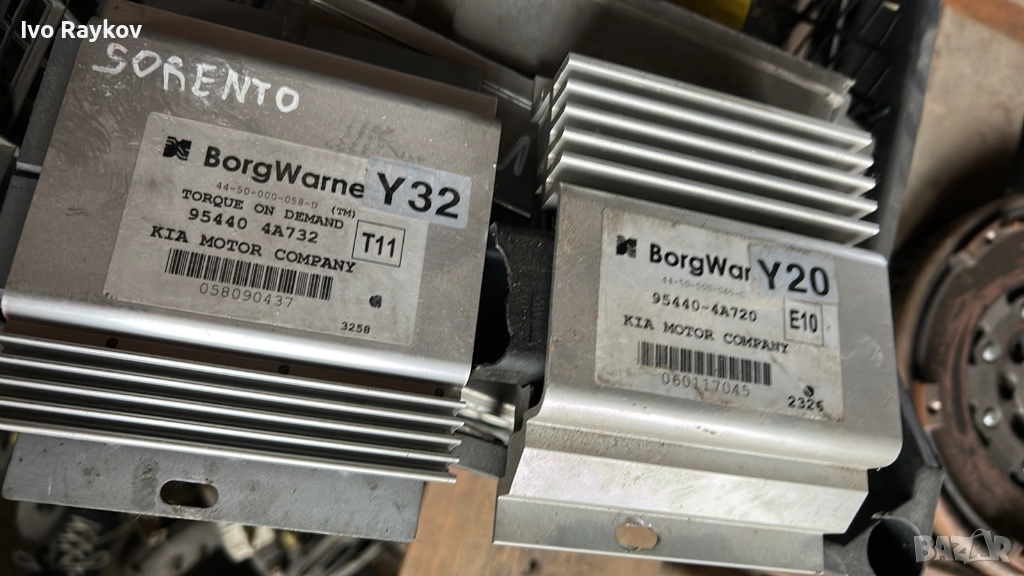 Ivo Raykov
SORENTO
BorgWarne Y32
44-50-000-058-D (TM)
TORQUE ON DEMAND
95440 4A732 T11
KIA MOTOR COMPANY
058090437
3258
BorgWar Y20
95440-4A720 E10
KIA MOTOR COMPANY
060117045
2326
BAZAR